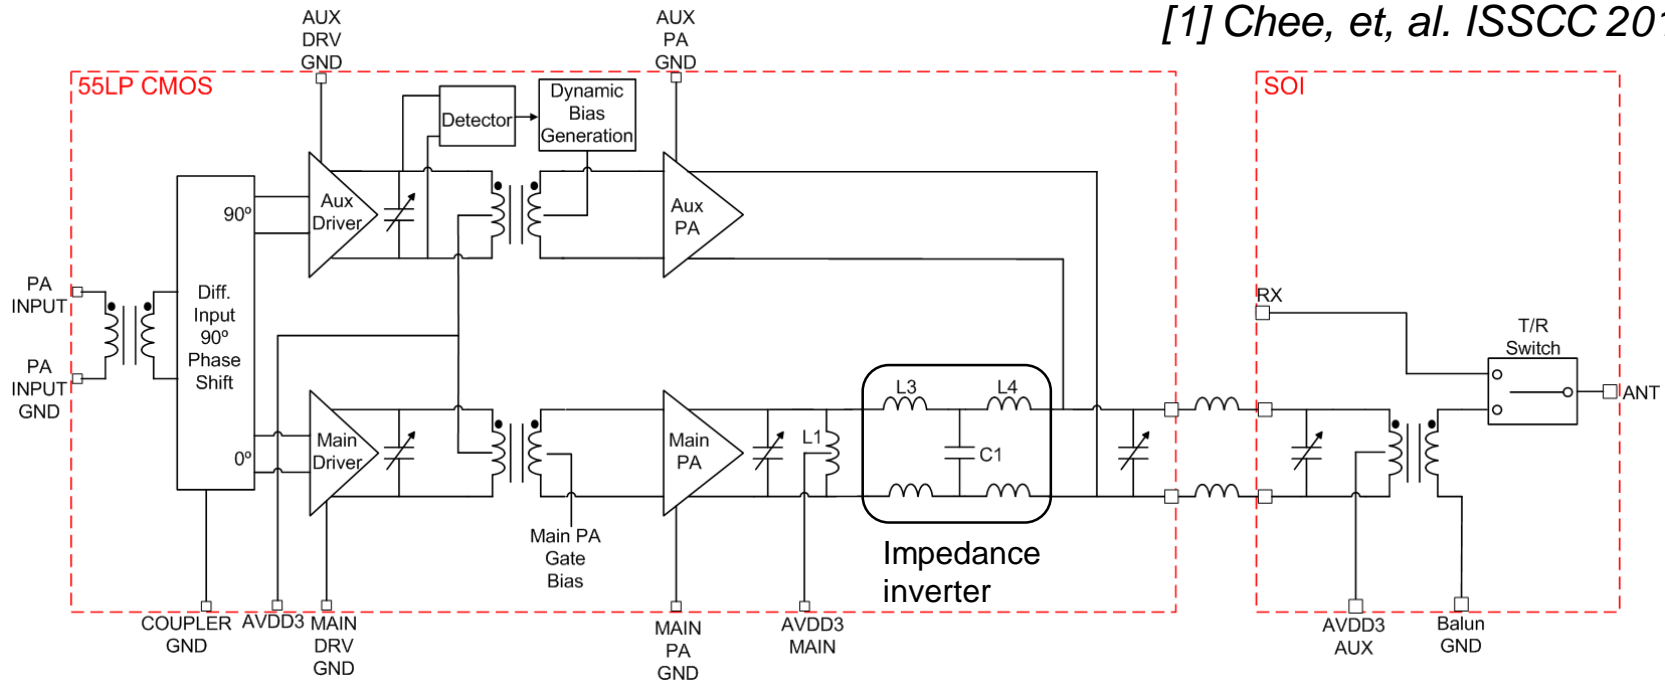 [1] Chee, et, al. ISSCC 201
AUX
DRV
GND
AUX
PA
GND
55LP CMOS
SOI
Detector
Dynamic
Bias
Generation
90º
Aux
Driver
Aux
PA
PA
INPUT
PA
INPUT
GND
Diff.
Input
90º
Phase
Shift
0º
Main
Driver
Main PA
Gate
Bias
Main
PA
L1
L3
L4
C1
Impedance
inverter
RX
T/R
Switch
ANT
COUPLER
GND
AVDD3
MAIN
DRV
GND
MAIN
PA
GND
AVDD3
MAIN
AVDD3
AUX
Balun
GND